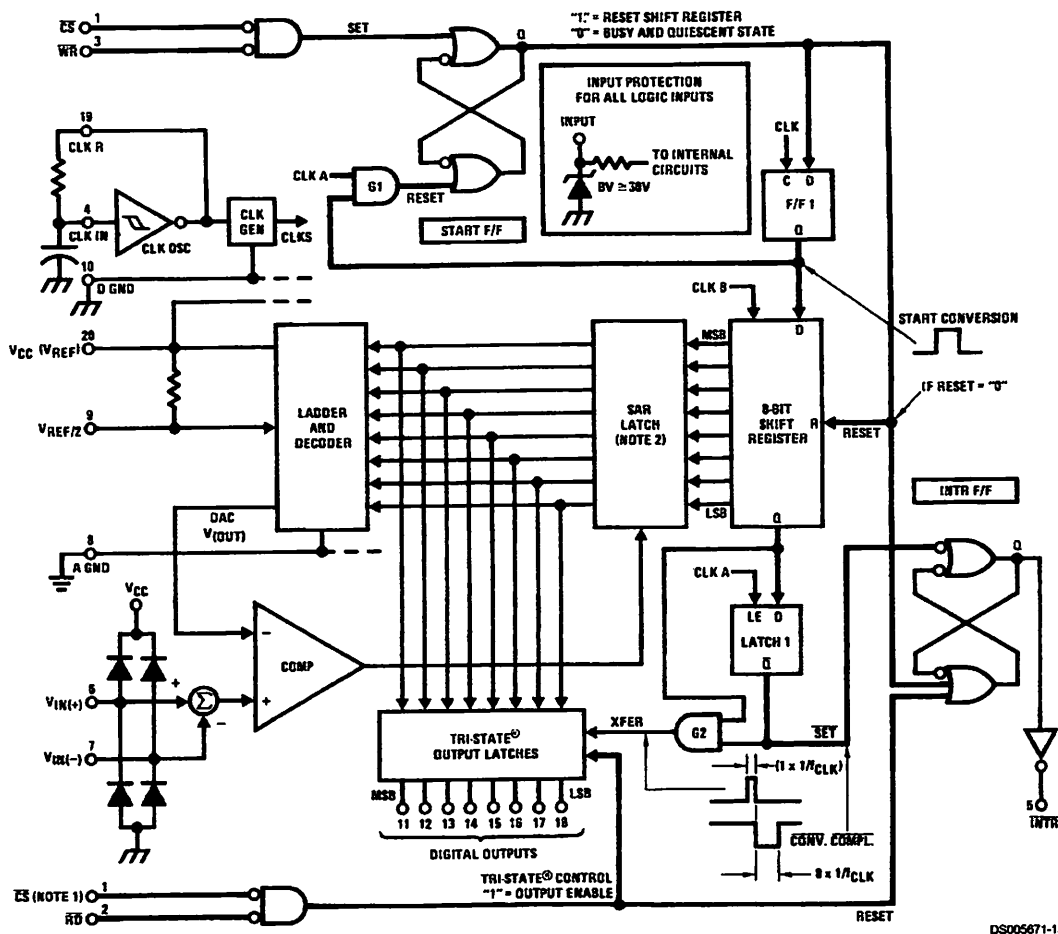 CS 1
WR 3
SET
Q
"1" = RESET SHIFT REGISTER
"0" = BUSY AND QUIESCENT STATE
INPUT PROTECTION
FOR ALL LOGIC INPUTS
INPUT
TO INTERNAL
CIRCUITS
BV ≥ 38V
CLK
C D
F/F 1
Q
19
CLK R
4
CLK IN
CLK OSC
CLK
GEN
CLKS
10
D GND
CLK A
G1
RESET
START F/F
CLK B
START CONVERSION
20
VCC (VREF)
9
VREF/2
LADDER
AND
DECODER
SAR
LATCH
(NOTE 2)
MSB
LSB
D
8-BIT
SHIFT
REGISTER
R
Q
RESET
IF RESET = "0"
INTR F/F
DAC
V(OUT)
8
A GND
VCC
COMP
−
+
CLK A
LE D
LATCH 1
Q
Q
VIN(+) 6
+
Σ
−
VIN(−) 7
XFER
G2
SET
TRI-STATE®
OUTPUT LATCHES
MSB
LSB
11 12 13 14 15 16 17 18
DIGITAL OUTPUTS
(1 x 1/fCLK)
CONV. COMPL.
8 x 1/fCLK
5
INTR
TRI-STATE® CONTROL
"1" = OUTPUT ENABLE
CS (NOTE 1) 1
RD 2
RESET
DS005671-1